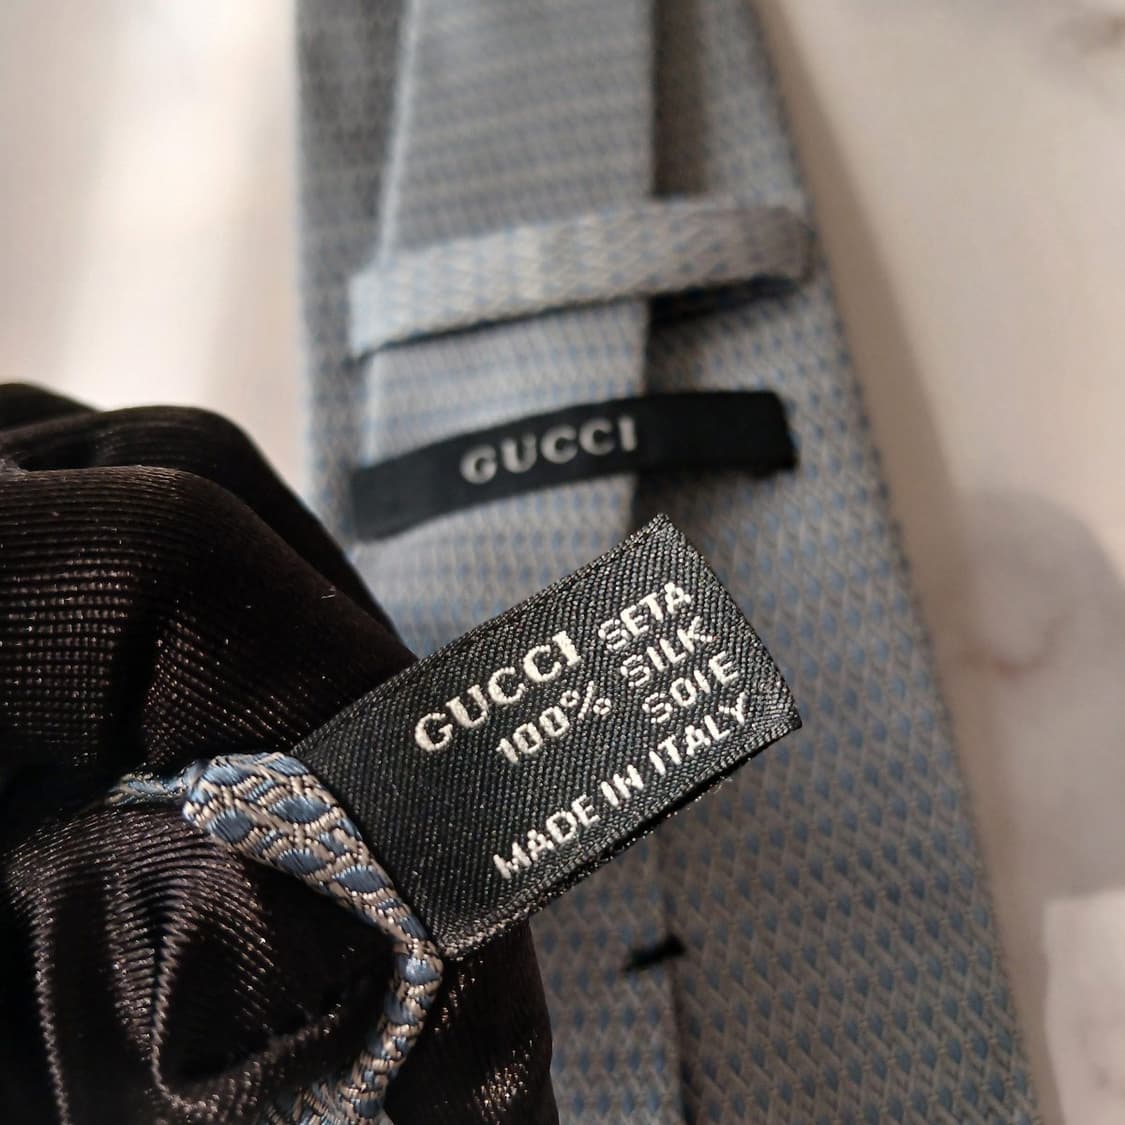 GUCCI
GUCCI SETA
100% SILK
SOIE
MADE IN ITALY